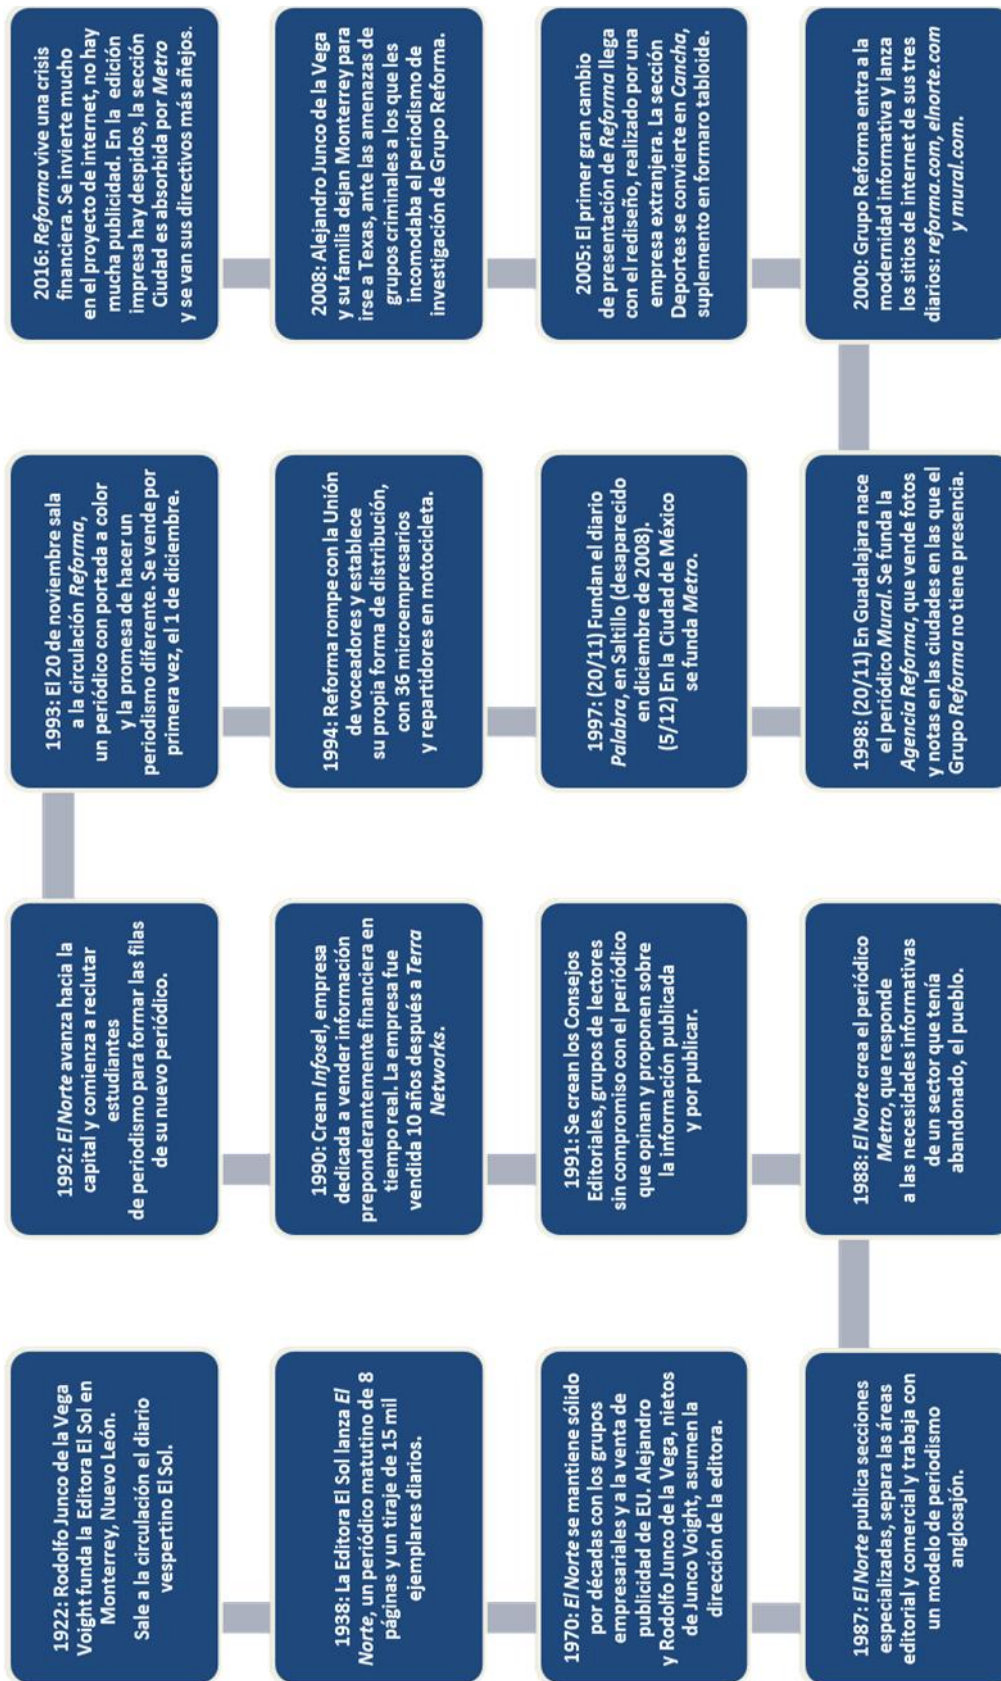 1922: Rodolfo Junco de la Vega
Voight funda la Editora El Sol en
Monterrey, Nuevo León.
Sale a la circulación el diario
vespertino El Sol.
1938: La Editora El Sol lanza El
Norte, un periódico matutino de 8
páginas y un tiraje de 15 mil
ejemplares diarios.
1970: El Norte se mantiene sólido
por décadas con los grupos
empresariales y a la venta de
publicidad de EU. Alejandro
y Rodolfo Junco de la Vega, nietos
de Junco Voight, asumen la
dirección de la editora.
1987: El Norte publica secciones
especializadas, separa las áreas
editorial y comercial y trabaja con
un modelo de periodismo
anglosajón.
1988: El Norte crea el periódico
Metro, que responde
a las necesidades informativas
de un sector que tenía
abandonado, el pueblo.
1991: Se crean los Consejos
Editoriales, grupos de lectores
sin compromiso con el periódico
que opinan y proponen sobre
la información publicada
y por publicar.
1990: Crean Infosel, empresa
dedicada a vender información
preponderantemente financiera en
tiempo real. La empresa fue
vendida 10 años después a Terra
Networks.
1992: El Norte avanza hacia la
capital y comienza a reclutar
estudiantes
de periodismo para formar las filas
de su nuevo periódico.
1993: El 20 de noviembre sala
a la circulación Reforma,
un periódico con portada a color
y la promesa de hacer un
periodismo diferente. Se vende por
primera vez, el 1 de diciembre.
1994: Reforma rompe con la Unión
de voceadores y establece
su propia forma de distribución,
con 36 microempresarios
y repartidores en motocicleta.
1997: (20/11) Fundan el diario
Palabra, en Saltillo (desaparecido
en diciembre de 2008).
(5/12) En la Ciudad de México
se funda Metro.
1998: (20/11) En Guadalajara nace
el periódico Mural. Se funda la
Agencia Reforma, que vende fotos
y notas en las ciudades en las que el
Grupo Reforma no tiene presencia.
2000: Grupo Reforma entra a la
modernidad informativa y lanza
los sitios de internet de sus tres
diarios: reforma.com, elnorte.com
y mural.com.
2005: El primer gran cambio
de presentación de Reforma llega
con el rediseño, realizado por una
empresa extranjera. La sección
Deportes se convierte en Cancha,
suplemento en formaro tabloide.
2008: Alejandro Junco de la Vega
y su familia dejan Monterrey para
irse a Texas, ante las amenazas de
grupos criminales a los que les
incomodaba el periodismo de
investigación de Grupo Reforma.
2016: Reforma vive una crisis
financiera. Se invierte mucho
en el proyecto de internet, no hay
mucha publicidad. En la edición
impresa hay despidos, la sección
Ciudad es absorbida por Metro
y se van sus directivos más añejos.